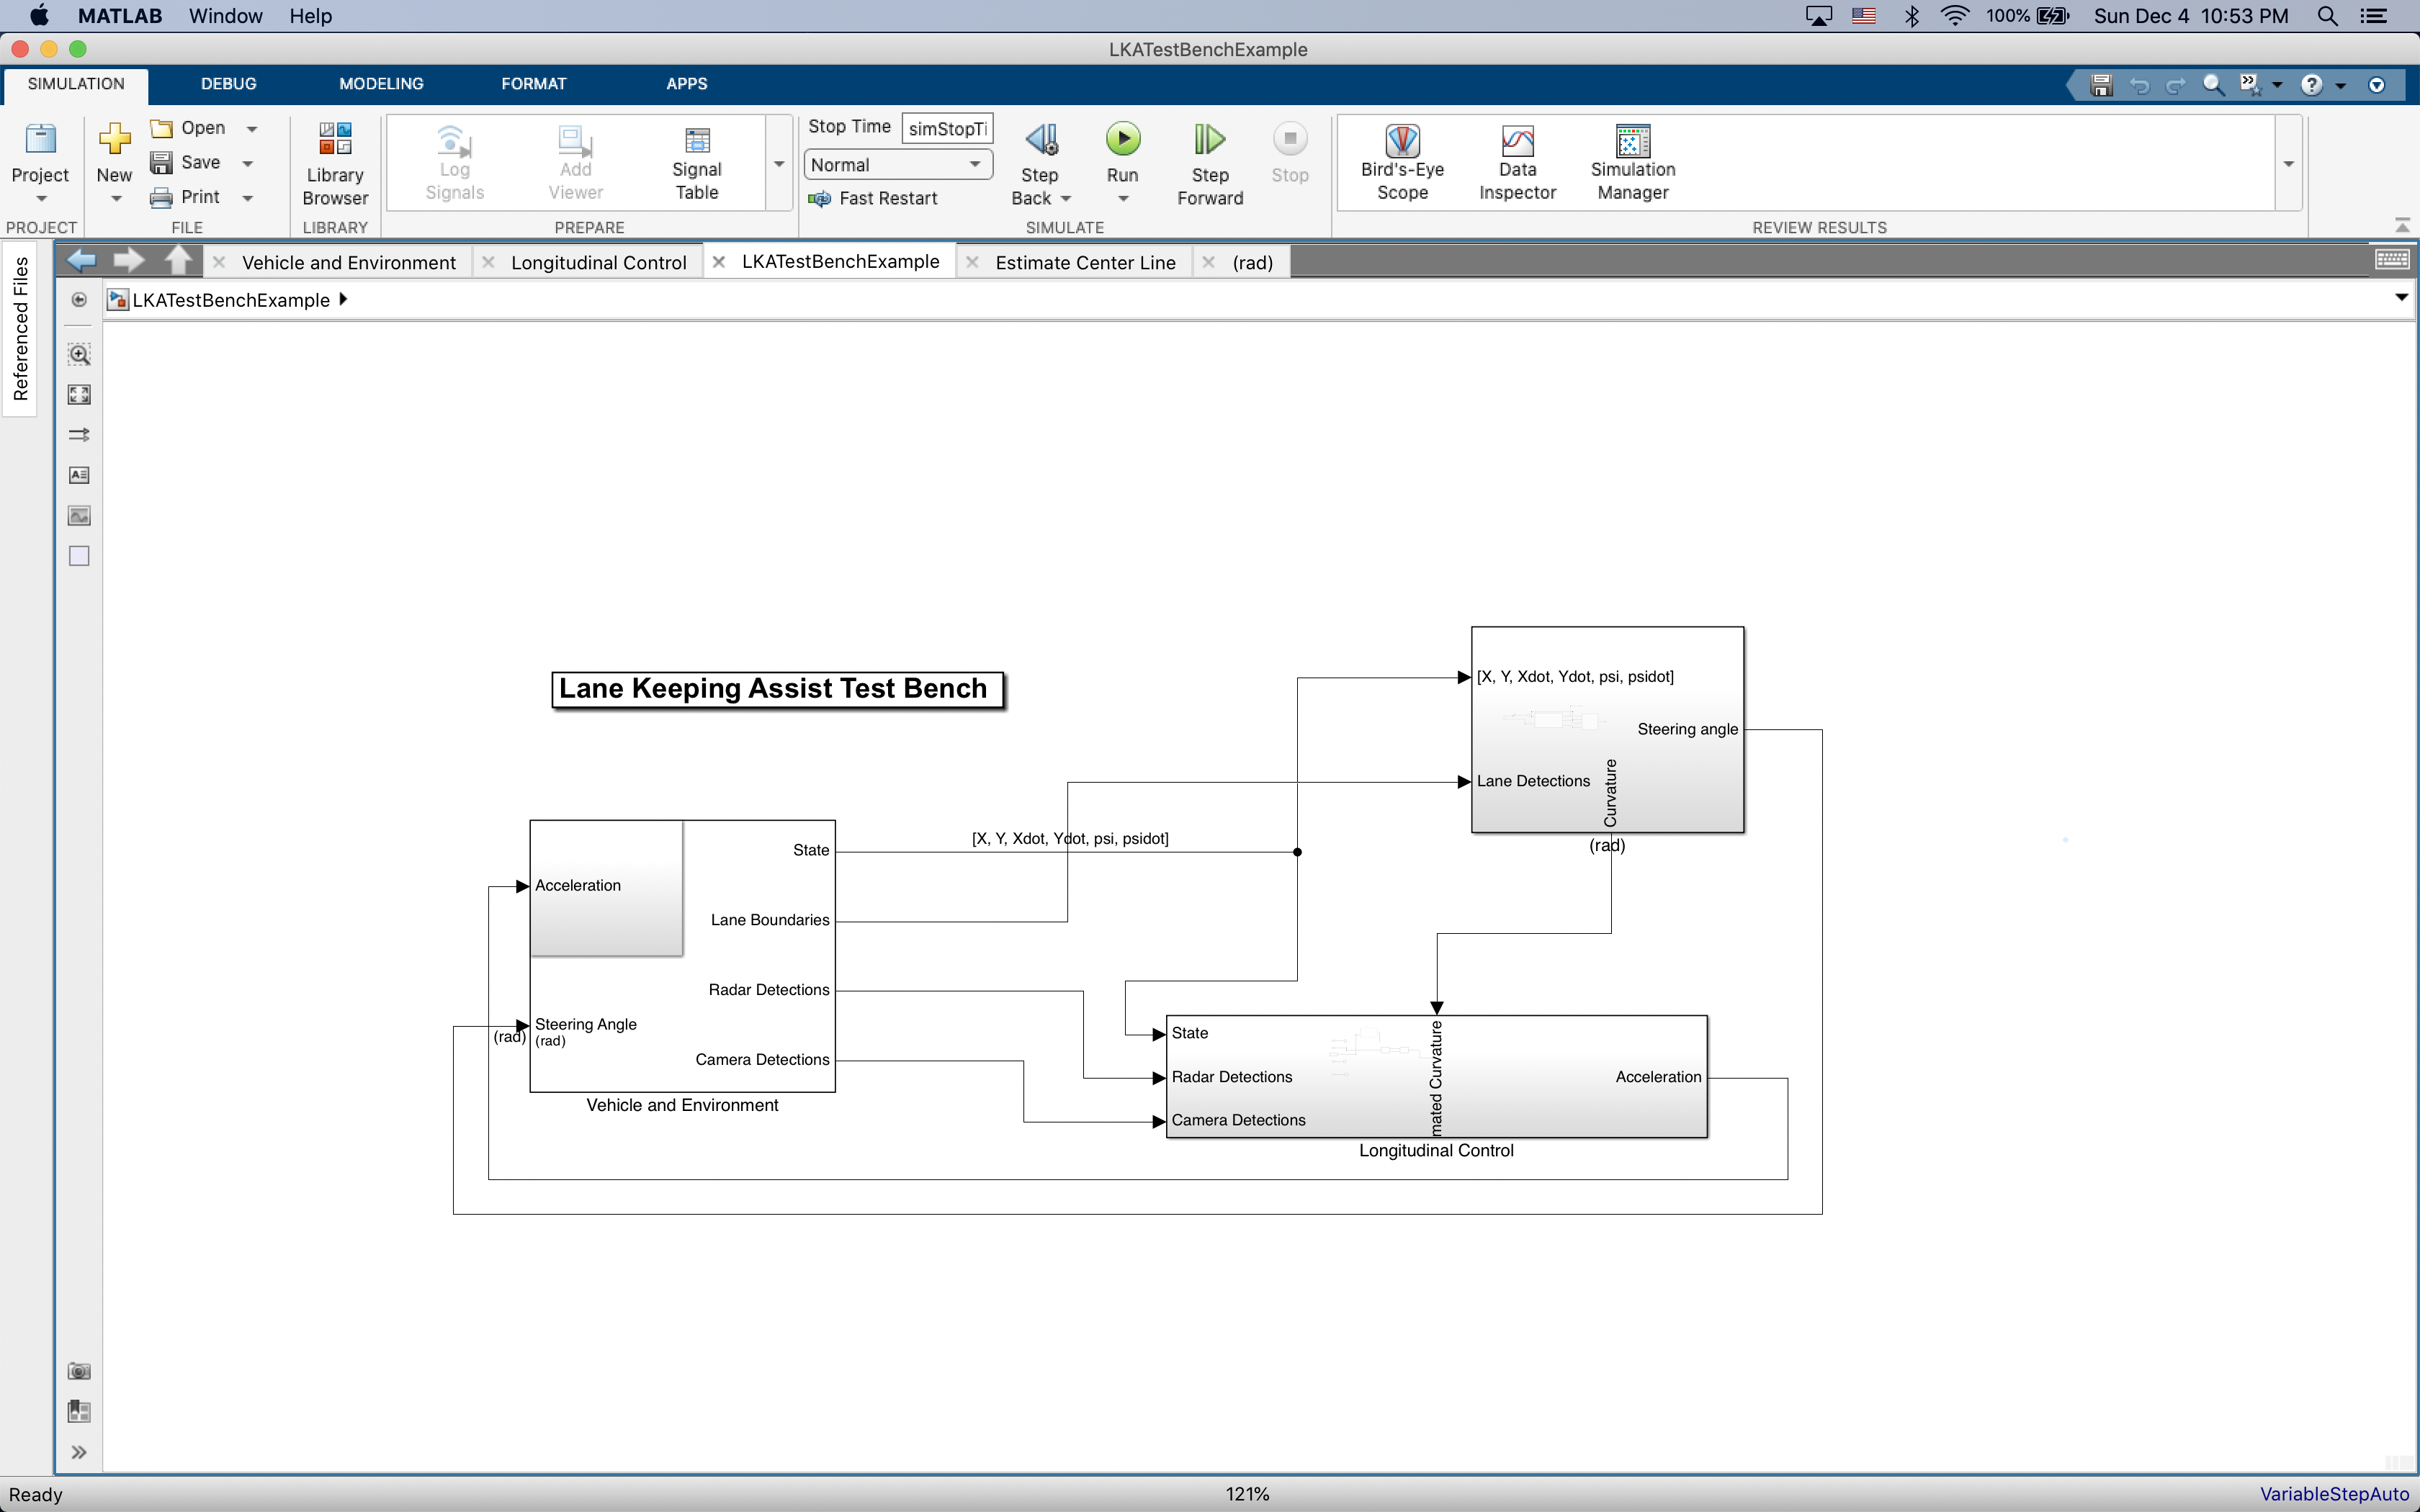 MATLAB Window Help 100% Sun Dec 4 10:53 PM
LKATestBenchExample
SIMULATION DEBUG MODELING FORMAT APPS
Project
New
Open
Save
Print
Library
Browser
Log
Signals
Add
Viewer
Signal
Table
Stop Time simStopTi
Normal
Fast Restart
Step
Back
Run
Step
Forward
Stop
Bird's-Eye
Scope
Data
Inspector
Simulation
Manager
PROJECT FILE LIBRARY PREPARE SIMULATE REVIEW RESULTS
Referenced Files
Vehicle and Environment Longitudinal Control LKATestBenchExample Estimate Center Line (rad)
LKATestBenchExample
Lane Keeping Assist Test Bench
[X, Y, Xdot, Ydot, psi, psidot]
Steering angle
Lane Detections
Curvature
(rad)
[X, Y, Xdot, Ydot, psi, psidot]
State
Acceleration
Lane Boundaries
Radar Detections
Steering Angle
(rad)
(rad)
Camera Detections
Vehicle and Environment
State
Radar Detections
Camera Detections
mated Curvature
Acceleration
Longitudinal Control
Ready 121% VariableStepAuto